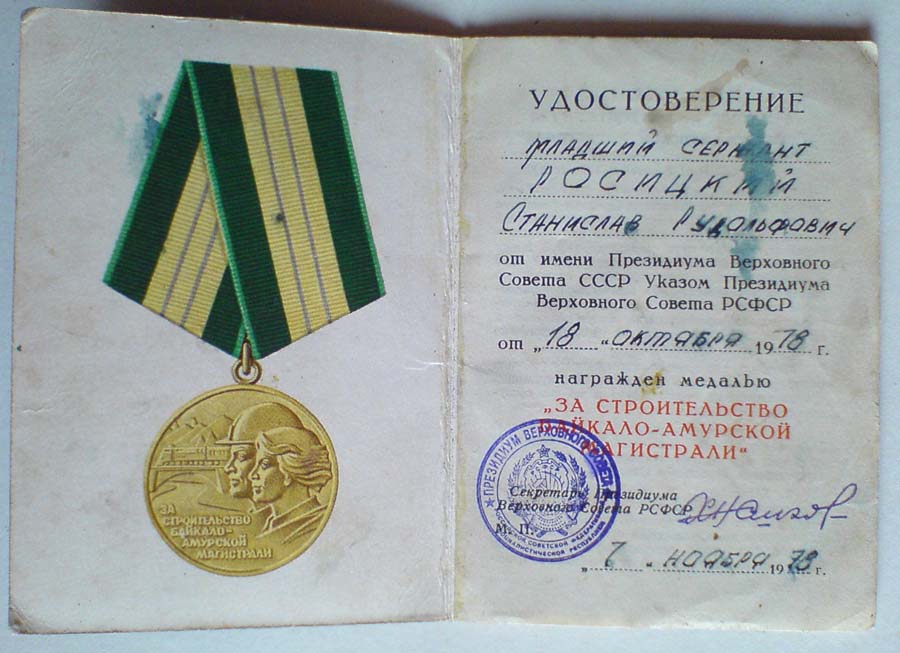 ЗА
СТРОИТЕЛЬСТВО
БАЙКАЛО-
АМУРСКОЙ
МАГИСТРАЛИ
УДОСТОВЕРЕНИЕ
младший сержант
РОСИЦКИЙ
Станислав Рудольфович
от имени Президиума Верховного
Совета СССР Указом Президиума
Верховного Совета РСФСР
от „18 „ октября 1978 г.
награжден медалью
„ЗА СТРОИТЕЛЬСТВО
БАЙКАЛО-АМУРСКОЙ
МАГИСТРАЛИ“
ПРЕЗИДИУМ ВЕРХОВНОГО
Секретарь Президиума
Верховного Совета РСФСР
М. П.
„ 7 „ ноября 1978 г.